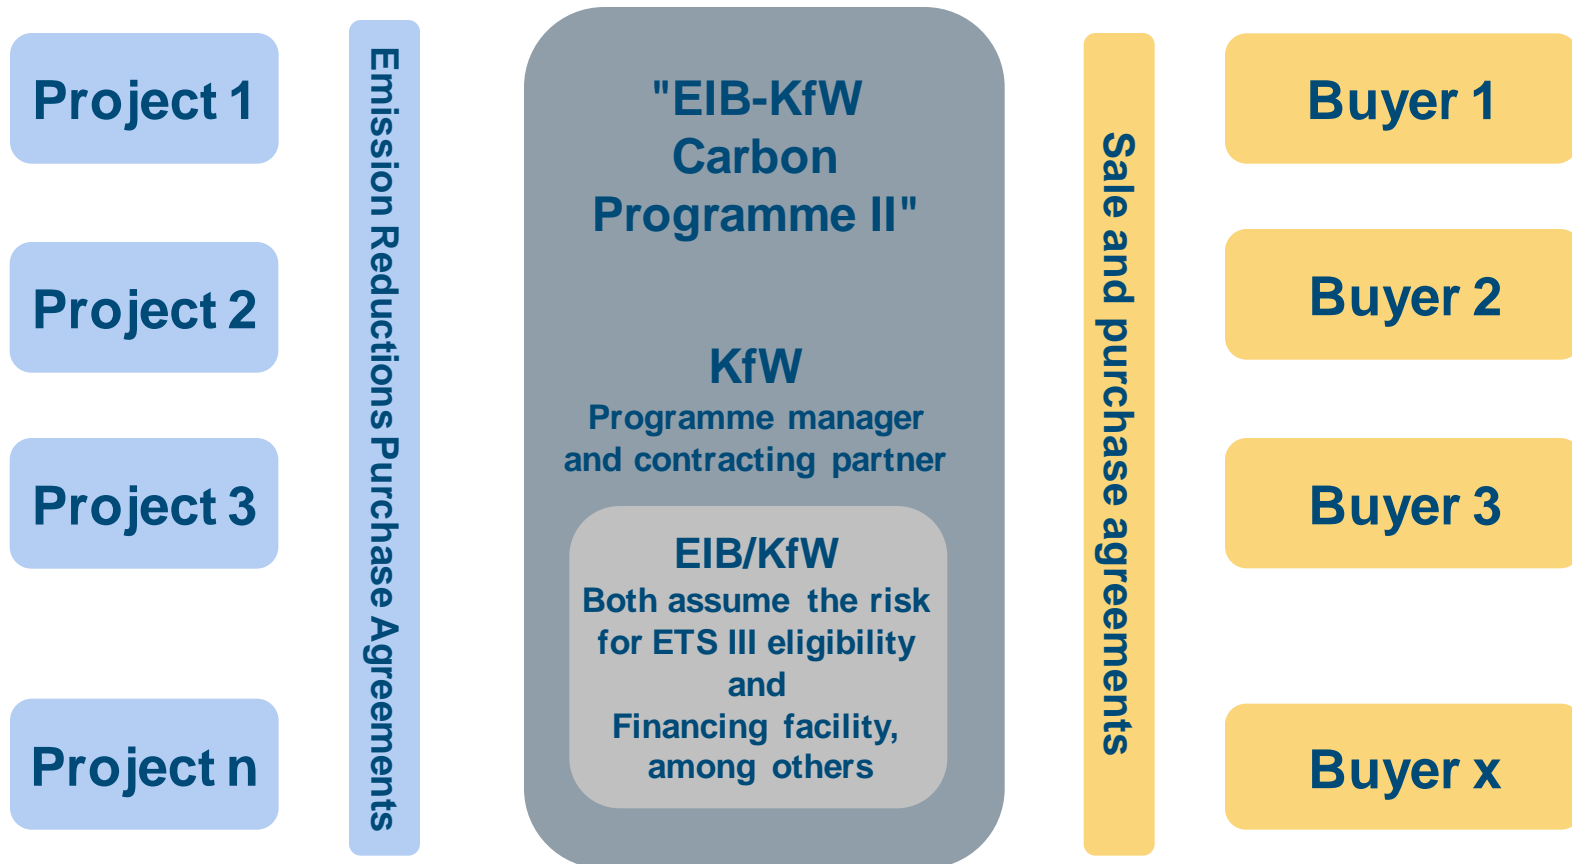 Project 1
Project 2
Project 3
Project n
Emission Reductions Purchase Agreements
"EIB-KfW
Carbon
Programme II"
KfW
Programme manager
and contracting partner
EIB/KfW
Both assume the risk
for ETS III eligibility
and
Financing facility,
among others
Sale and purchase agreements
Buyer 1
Buyer 2
Buyer 3
Buyer x